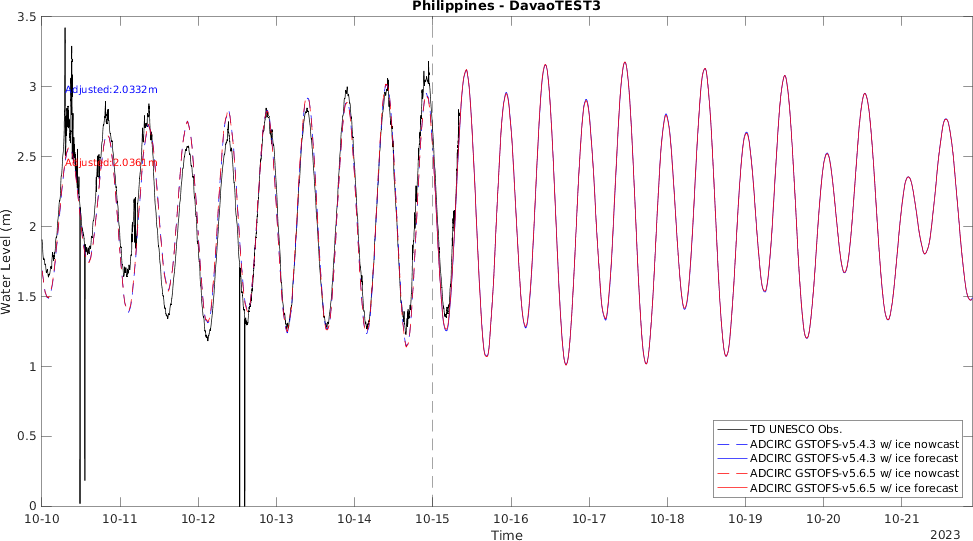 Philippines - DavaoTEST3
3.5
3
2.5
2
1.5
1
0.5
0
Water Level (m)
Adjusted:2.0332m
Adjusted:2.0361m
TD UNESCO Obs.
ADCIRC GSTOFS-v5.4.3 w/ ice nowcast
ADCIRC GSTOFS-v5.4.3 w/ ice forecast
ADCIRC GSTOFS-v5.6.5 w/ ice nowcast
ADCIRC GSTOFS-v5.6.5 w/ ice forecast
10-10 10-11 10-12 10-13 10-14 10-15 10-16 10-17 10-18 10-19 10-20 10-21
Time
2023